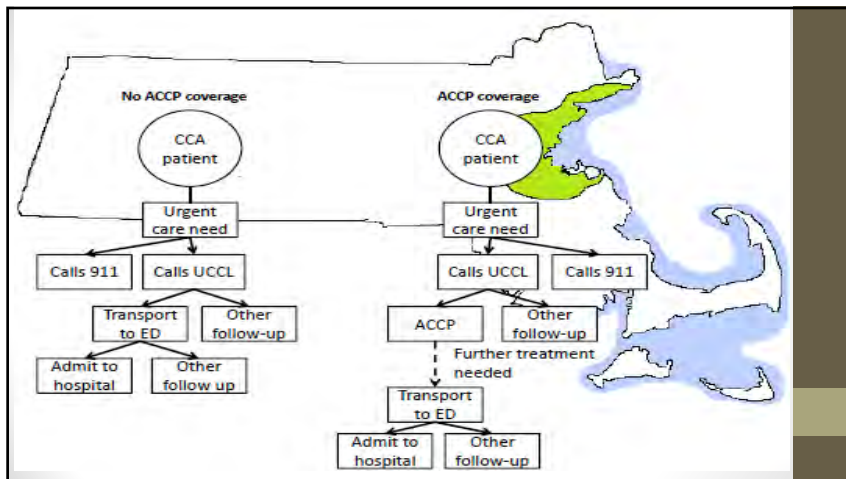 No ACCP coverage
CCA
patient
Urgent
care need
Calls 911
Calls UCCL
Transport
to ED
Other
follow-up
Admit to
hospital
Other
follow up
ACCP coverage
CCA
patient
Urgent
care need
Calls UCCL
Calls 911
ACCP
Other
follow-up
Further treatment
needed
Transport
to ED
Admit to
hospital
Other
follow-up